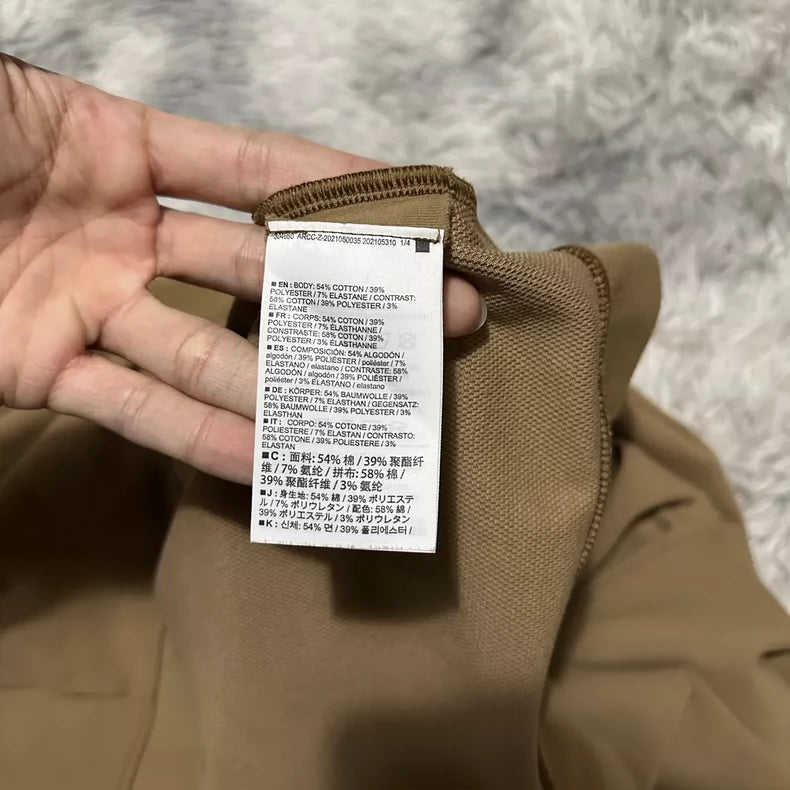 ARCC-Z-2021050035 202105310 1/4
■ EN : BODY: 54% COTTON / 39%
POLYESTER / 7% ELASTANE / CONTRAST:
58% COTTON / 39% POLYESTER / 3%
ELASTANE
■ FR : CORPS: 54% COTON / 39%
POLYESTER / 7% ÉLASTHANNE /
CONSTRASTE: 58% COTON / 39%
POLYESTER / 3% ÉLASTHANNE
■ ES : COMPOSICIÓN: 54% ALGODÓN /
algodón / 39% POLIÉSTER / poliéster / 7%
ELASTANO / elastano / CONTRASTE: 58%
ALGODÓN / algodón / 39% POLIÉSTER /
poliéster / 3% ELASTANO / elastano
■ DE : KÖRPER: 54% BAUMWOLLE / 39%
POLYESTER / 7% ELASTHAN / GEGENSATZ:
58% BAUMWOLLE / 39% POLYESTER / 3%
ELASTHAN
■ IT : CORPO: 54% COTONE / 39%
POLIESTERE / 7% ELASTAN / CONTRASTO:
58% COTONE / 39% POLIESTERE / 3%
ELASTAN
■ C : 面料: 54% 棉 / 39% 聚酯纤
维 / 7% 氨纶 / 拼布: 58% 棉 /
39% 聚酯纤维 / 3% 氨纶
■ J : 身生地: 54% 綿 / 39% ポリエステ
ル / 7% ポリウレタン / 配色: 58% 綿 /
39% ポリエステル / 3% ポリウレタン
■ K : 신체: 54% 면 / 39% 폴리에스터 /